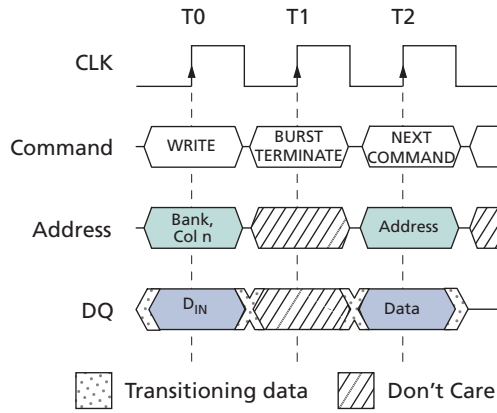 T0 T1 T2
CLK
Command WRITE BURST TERMINATE NEXT COMMAND
Address Bank, Col n Address
DQ DIN Data
Transitioning data Don't Care